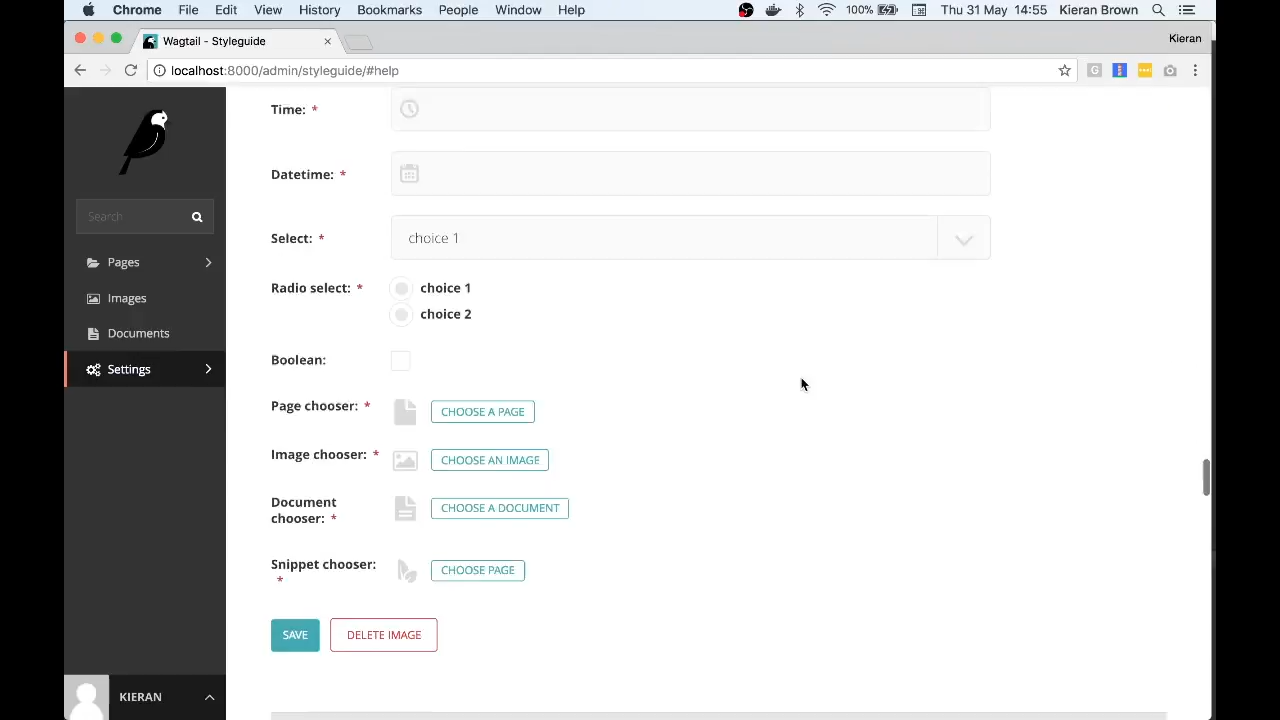 Chrome File Edit View History Bookmarks People Window Help 100% Thu 31 May 14:55 Kieran Brown
Wagtail - Styleguide
Kieran
localhost:8000/admin/styleguide/#help
Search
Pages
Images
Documents
Settings
KIERAN
Time: *
Datetime: *
Select: * choice 1
Radio select: * choice 1
choice 2
Boolean:
Page chooser: * CHOOSE A PAGE
Image chooser: * CHOOSE AN IMAGE
Document
chooser: * CHOOSE A DOCUMENT
Snippet chooser: CHOOSE PAGE
*
SAVE DELETE IMAGE